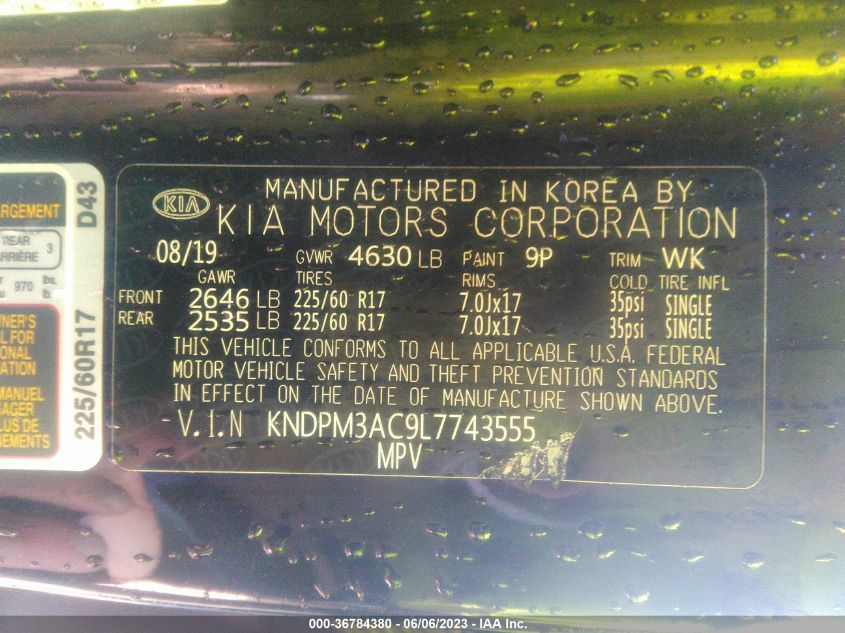 MANUFACTURED IN KOREA BY
KIA KIA MOTORS CORPORATION
08/19 GVWR 4630 LB PAINT 9P TRIM WK
GAWR TIRES RIMS COLD TIRE INFL
FRONT 2646 LB 225/60 R17 7.0Jx17 35psi SINGLE
REAR 2535 LB 225/60 R17 7.0Jx17 35psi SINGLE
THIS VEHICLE CONFORMS TO ALL APPLICABLE U.S.A. FEDERAL
MOTOR VEHICLE SAFETY AND THEFT PREVENTION STANDARDS
IN EFFECT ON THE DATE OF MANUFACTURE SHOWN ABOVE.
V.I.N KNDPM3AC9L7743555
MPV
REAR 3
970 lbs.
225/60R17 D43
000-36784380 - 06/06/2023 - IAA Inc.